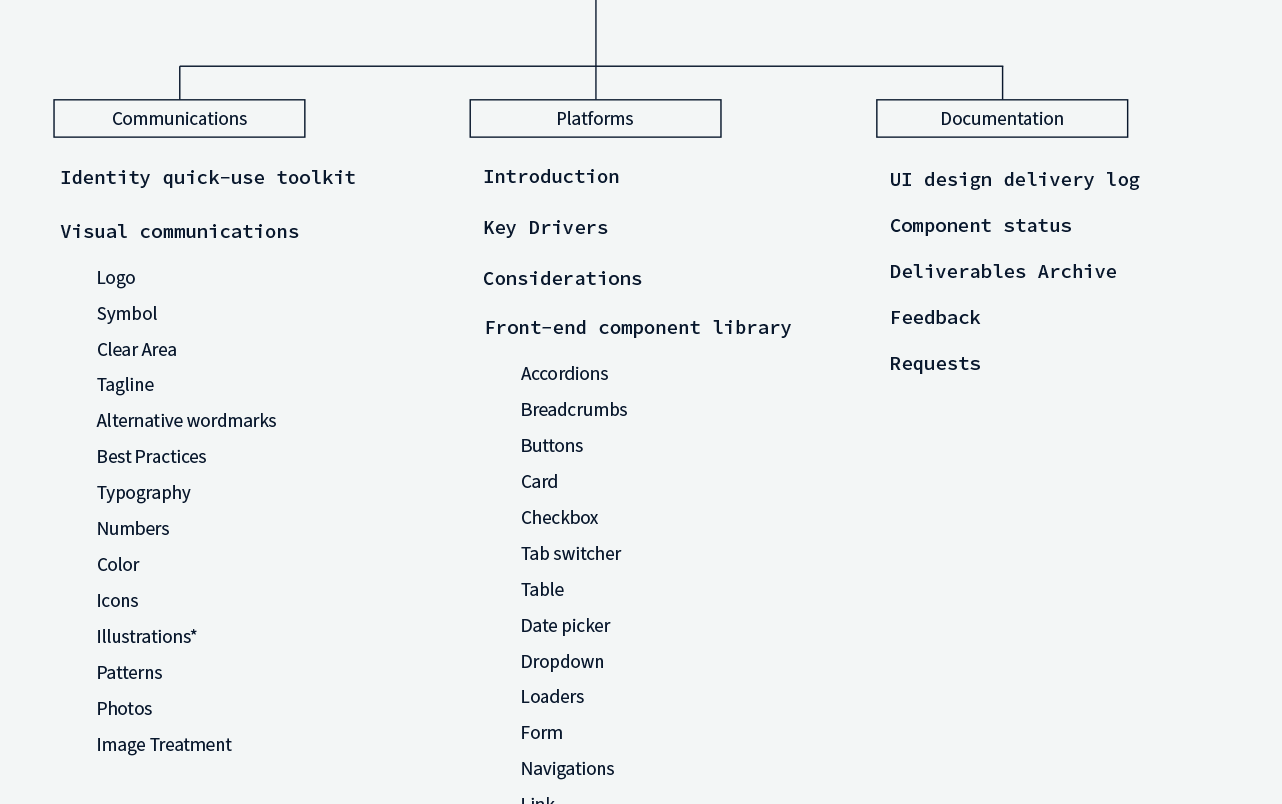 Communications
Identity quick-use toolkit
Visual communications
Logo
Symbol
Clear Area
Tagline
Alternative wordmarks
Best Practices
Typography
Numbers
Color
Icons
Illustrations*
Patterns
Photos
Image Treatment
Platforms
Introduction
Key Drivers
Considerations
Front-end component library
Accordions
Breadcrumbs
Buttons
Card
Checkbox
Tab switcher
Table
Date picker
Dropdown
Loaders
Form
Navigations
Link
Documentation
UI design delivery log
Component status
Deliverables Archive
Feedback
Requests